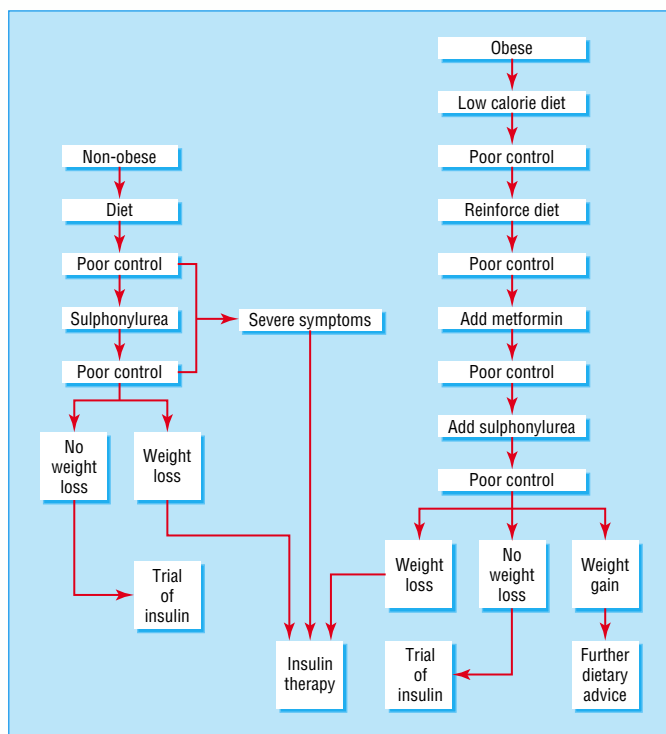 Non-obese
Diet
Poor control
Sulphonylurea
Poor control
Severe symptoms
No
weight
loss
Weight
loss
Trial
of
insulin
Insulin
therapy
Obese
Low calorie diet
Poor control
Reinforce diet
Poor control
Add metformin
Poor control
Add sulphonylurea
Poor control
Weight
loss
No
weight
loss
Weight
gain
Trial
of
insulin
Further
dietary
advice